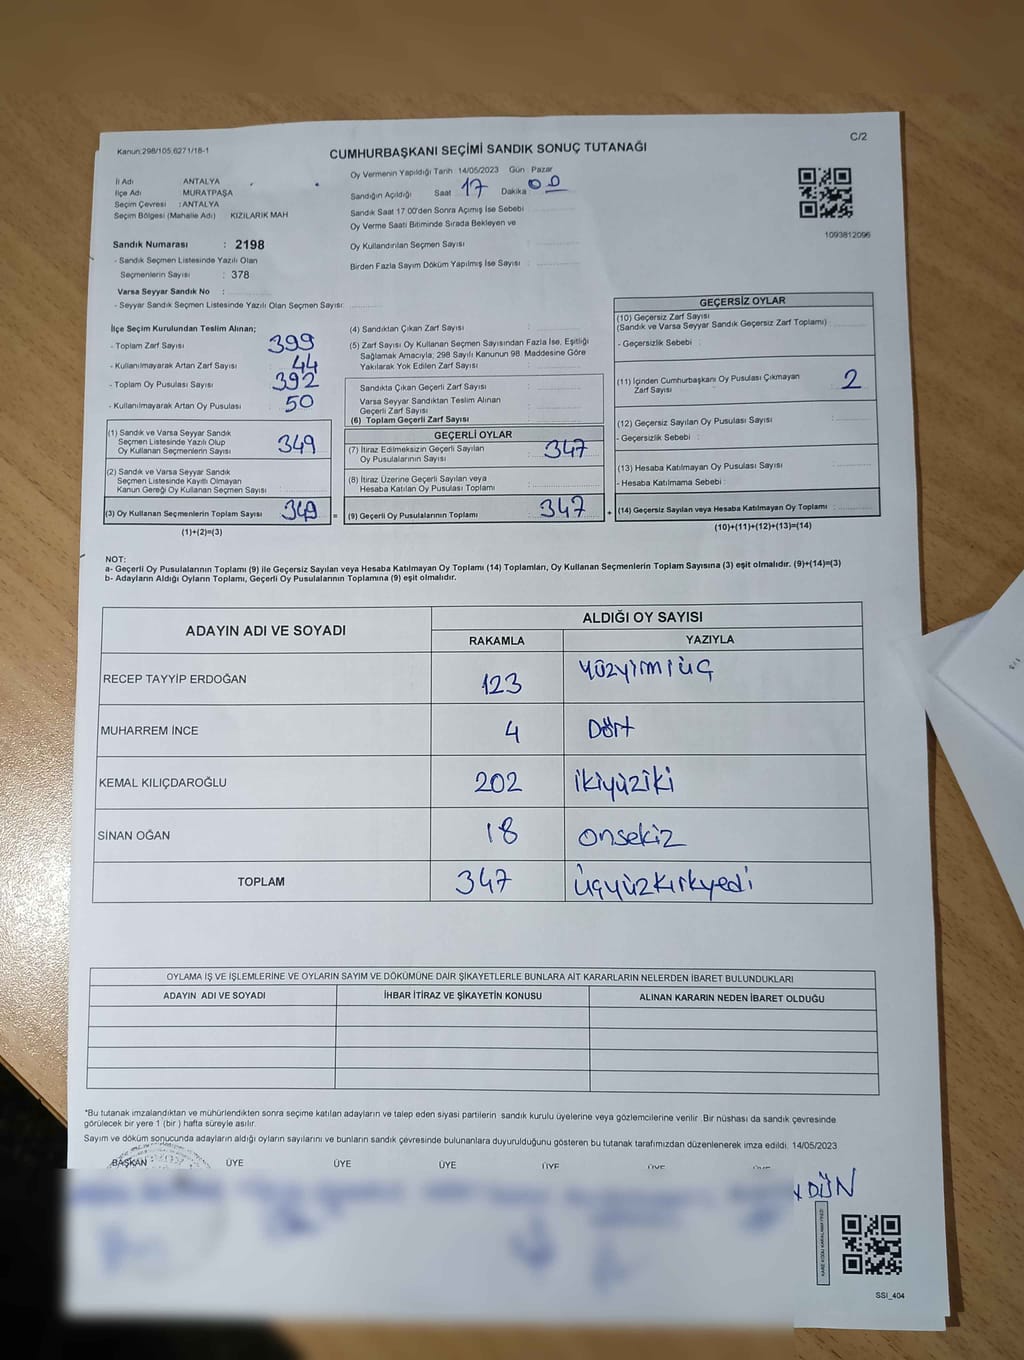 Kanun:298/105,6271/18-1
CUMHURBAŞKANI SEÇİMİ SANDIK SONUÇ TUTANAĞI
C/2
İl Adı ANTALYA
İlçe Adı MURATPAŞA
Seçim Çevresi : ANTALYA
Seçim Bölgesi (Mahalle Adı) KIZILARIK MAH
Oy Vermenin Yapıldığı Tarih 14/05/2023 Gün Pazar
Sandığın Açıldığı Saat 17 Dakika 00
Sandık Saat 17 00'den Sonra Açımış İse Sebebi
Oy Verme Saati Bitiminde Sırada Bekleyen ve
Oy Kullandırılan Seçmen Sayısı
Birden Fazla Sayım Döküm Yapılmış İse Sayısı :
1093812096
Sandık Numarası : 2198
- Sandık Seçmen Listesinde Yazılı Olan
Seçmenlerin Sayısı : 378
Varsa Seyyar Sandık No :
- Seyyar Sandık Seçmen Listesinde Yazılı Olan Seçmen Sayısı:
İlçe Seçim Kurulundan Teslim Alınan;
- Toplam Zarf Sayısı 399
- Kullanılmayarak Artan Zarf Sayısı 44
- Toplam Oy Pusulası Sayısı 392
- Kullanılmayarak Artan Oy Pusulası 50
(1) Sandık ve Varsa Seyyar Sandık
Seçmen Listesinde Yazılı Olup
Oy Kullanan Seçmenlerin Sayısı 349
(2) Sandık ve Varsa Seyyar Sandık
Seçmen Listesinde Kayıtlı Olmayan
Kanun Gereği Oy Kullanan Seçmen Sayısı
(3) Oy Kullanan Seçmenlerin Toplam Sayısı 349
(1)+(2)=(3)
=
(4) Sandıktan Çıkan Zarf Sayısı :
(5) Zarf Sayısı Oy Kullanan Seçmen Sayısından Fazla İse, Eşitliği
Sağlamak Amacıyla; 298 Sayılı Kanunun 98. Maddesine Göre
Yakılarak Yok Edilen Zarf Sayısı :
Sandıkta Çıkan Geçerli Zarf Sayısı :
Varsa Seyyar Sandıktan Teslim Alınan
Geçerli Zarf Sayısı
(6) Toplam Geçerli Zarf Sayısı
GEÇERLİ OYLAR
(7) İtiraz Edilmeksizin Geçerli Sayılan
Oy Pusulalarının Sayısı 347
(8) İtiraz Üzerine Geçerli Sayılan veya
Hesaba Katılan Oy Pusulası Toplamı
(9) Geçerli Oy Pusulalarının Toplamı 347
+
GEÇERSİZ OYLAR
(10) Geçersiz Zarf Sayısı
(Sandık ve Varsa Seyyar Sandık Geçersiz Zarf Toplamı)
- Geçersizlik Sebebi :
(11) İçinden Cumhurbaşkanı Oy Pusulası Çıkmayan
Zarf Sayısı 2
(12) Geçersiz Sayılan Oy Pusulası Sayısı
- Geçersizlik Sebebi :
(13) Hesaba Katılmayan Oy Pusulası Sayısı
- Hesaba Katılmama Sebebi :
(14) Geçersiz Sayılan veya Hesaba Katılmayan Oy Toplamı
(10)+(11)+(12)+(13)=(14)
NOT:
a- Geçerli Oy Pusulalarının Toplamı (9) ile Geçersiz Sayılan veya Hesaba Katılmayan Oy Toplamı (14) Toplamları, Oy Kullanan Seçmenlerin Toplam Sayısına (3) eşit olmalıdır. (9)+(14)=(3)
b- Adayların Aldığı Oyların Toplamı, Geçerli Oy Pusulalarının Toplamına (9) eşit olmalıdır.
ADAYIN ADI VE SOYADI
ALDIĞI OY SAYISI
RAKAMLA YAZIYLA
RECEP TAYYİP ERDOĞAN 123 Yüzyirmiüç
MUHARREM İNCE 4 Dört
KEMAL KILIÇDAROĞLU 202 İkiyüziki
SİNAN OĞAN 18 onsekiz
TOPLAM 347 Üçyüzkırkyedi
OYLAMA İŞ VE İŞLEMLERİNE VE OYLARIN SAYIM VE DÖKÜMÜNE DAİR ŞİKAYETLERLE BUNLARA AİT KARARLARIN NELERDEN İBARET BULUNDUKLARI
ADAYIN ADI VE SOYADI İHBAR İTİRAZ VE ŞİKAYETİN KONUSU ALINAN KARARIN NEDEN İBARET OLDUĞU
*Bu tutanak imzalandıktan ve mühürlendikten sonra seçime katılan adayların ve talep eden siyasi partilerin sandık kurulu üyelerine veya gözlemcilerine verilir. Bir nüshası da sandık çevresinde
görülecek bir yere 1 (bir ) hafta süreyle asılır.
Sayım ve döküm sonucunda adayların aldığı oyların sayılarını ve bunların sandık çevresinde bulunanlara duyurulduğunu gösteren bu tutanak tarafımızdan düzenlenerek imza edildi. 14/05/2023
BAŞKAN ÜYE ÜYE ÜYE ÜYE ÜYE ÜYE
DÜN
SSI_404